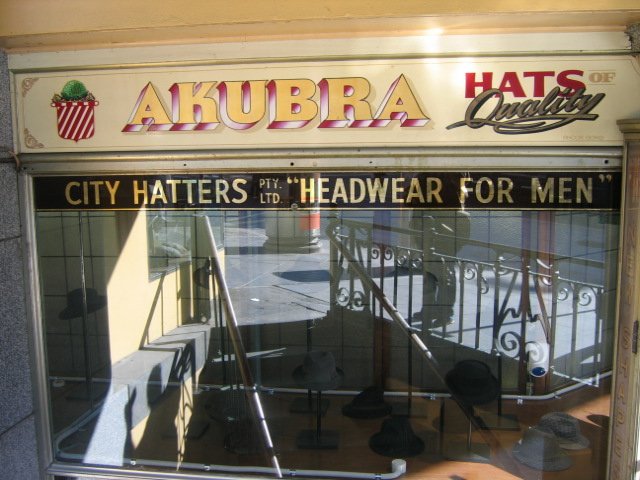 AKUBRA
HATS OF
Quality
CITY HATTERS PTY. LTD. "HEADWEAR FOR MEN"